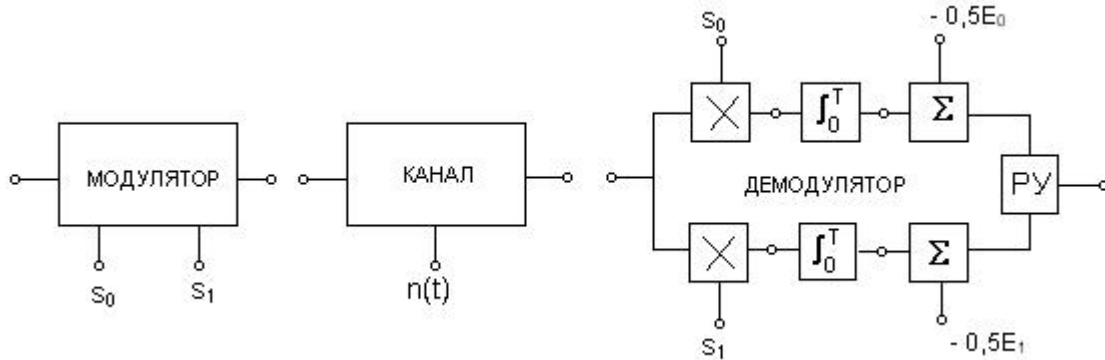 МОДУЛЯТОР
S₀
S₁
КАНАЛ
n(t)
S₀
- 0,5E₀
∫₀ᵀ
Σ
ДЕМОДУЛЯТОР
РУ
∫₀ᵀ
Σ
S₁
- 0,5E₁